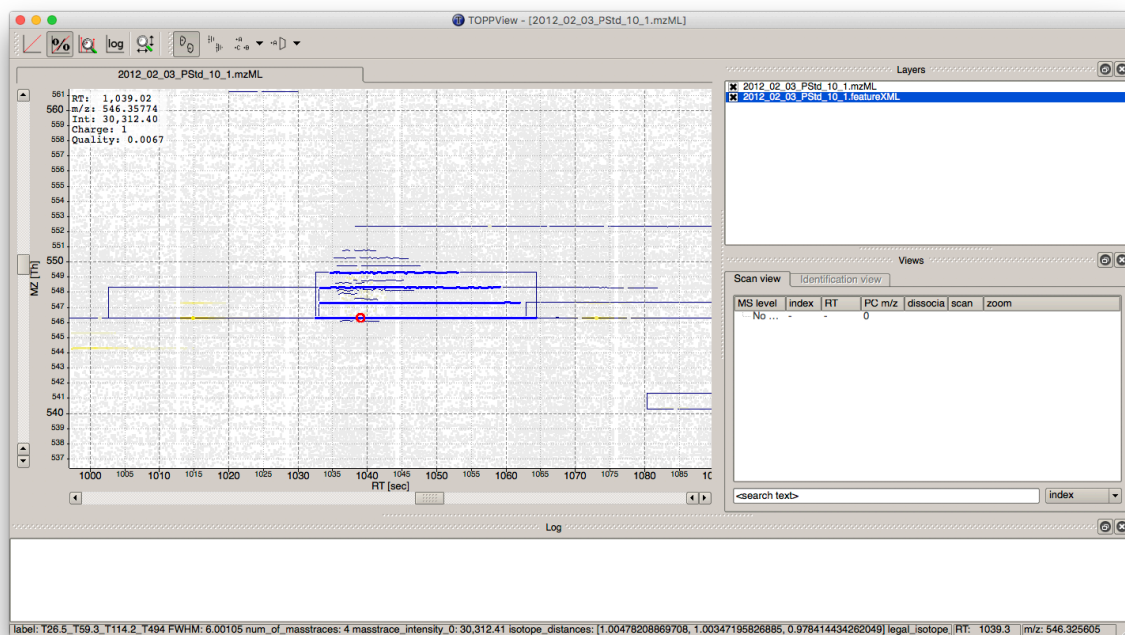 TOPPView - [2012_02_03_PStd_10_1.mzML]
log
2012_02_03_PStd_10_1.mzML
RT: 1,039.02
m/z: 546.35774
Int: 30,312.40
Charge: 1
Quality: 0.0067
MZ [Th]
561
560
559
558
557
556
555
554
553
552
551
550
549
548
547
546
545
544
543
542
541
540
539
538
537
1000 1005 1010 1015 1020 1025 1030 1035 1040 1045 1050 1055 1060 1065 1070 1075 1080 1085
RT [sec]
Layers
2012_02_03_PStd_10_1.mzML
2012_02_03_PStd_10_1.featureXML
Views
Scan view Identification view
MS level index RT PC m/z dissocia scan zoom
No ... - - 0
<search text> index
Log
label: T26.5_T59.3_T114.2_T494 FWHM: 6.00105 num_of_masstraces: 4 masstrace_intensity_0: 30,312.41 isotope_distances: [1.00478208869708, 1.00347195826885, 0.978414434262049] legal_isotope RT: 1039.3 m/z: 546.325605